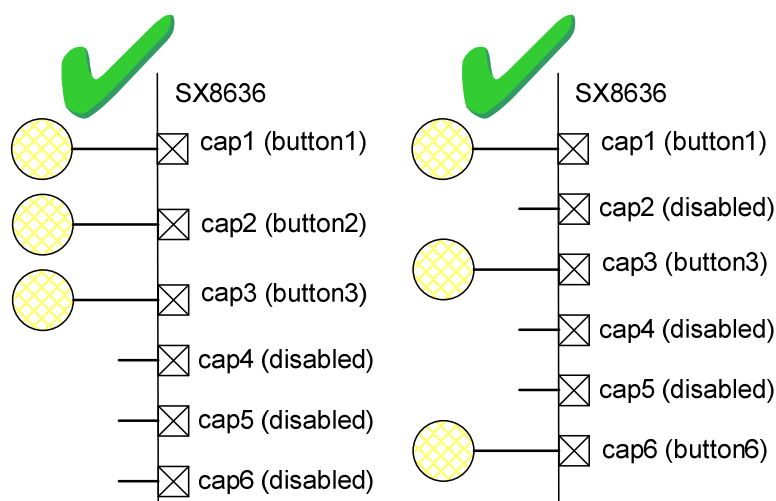 SX8636
cap1 (button1)
cap2 (button2)
cap3 (button3)
cap4 (disabled)
cap5 (disabled)
cap6 (disabled)
SX8636
cap1 (button1)
cap2 (disabled)
cap3 (button3)
cap4 (disabled)
cap5 (disabled)
cap6 (button6)